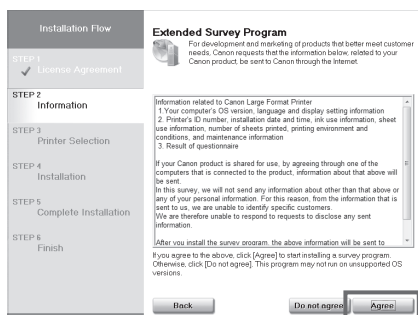 Installation Flow
STEP 1
License Agreement
STEP 2
Information
STEP 3
Printer Selection
STEP 4
Installation
STEP 5
Complete Installation
STEP 6
Finish
Extended Survey Program
For development and marketing of products that better meet customer
needs, Canon requests that the information below, related to your
Canon product, be sent to Canon through the Internet.
Information related to Canon Large Format Printer
1.Your computer's OS version, language and display setting information
2. Printer's ID number, installation date and time, ink use information, sheet
use information, number of sheets printed, printing environment and
conditions, and maintenance information
3. Result of questionnaire
If your Canon product is shared for use, by agreeing through one of the
computers that is connected to the product, information about that above will
be sent.
In this survey, we will not send any information about other than that above or
any of your personal information. For this reason, from the information that is
sent to us, we are unable to identify specific customers.
We are therefore unable to respond to requests to disclose any sent
information.
After you install the survey program, the above information will be sent to
If you agree to the above, click [Agree] to start installing a survey program.
Otherwise, click [Do not agree]. This program may not run on unsupported OS
versions.
Back
Do not agree
Agree